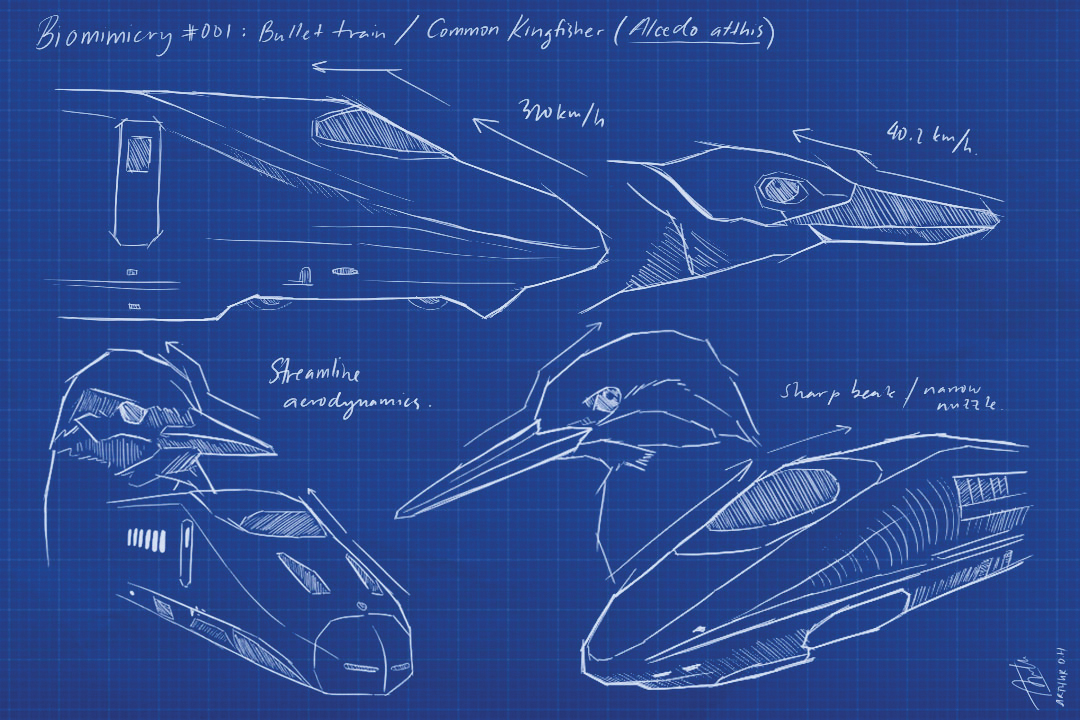 Biomimicry #001: Bullet train / Common Kingfisher (Alcedo atthis)
320km/h
40.2 km/h.
Streamline
aerodynamics.
Sharp beak / narrow
nuzzle.
ARTHUR O.H